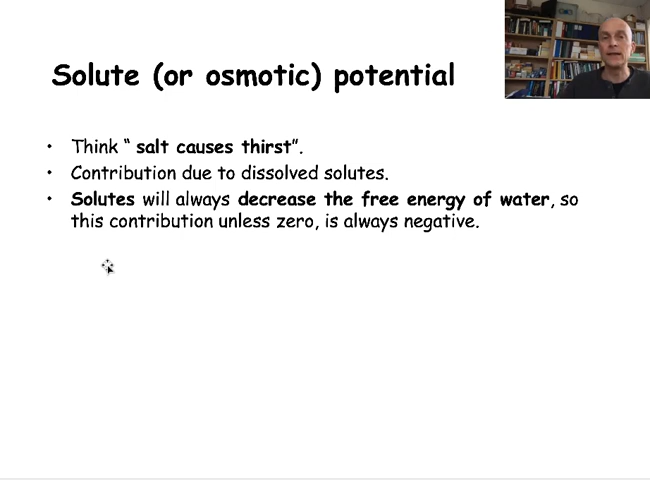 Solute (or osmotic) potential
• Think “ salt causes thirst”.
• Contribution due to dissolved solutes.
• Solutes will always decrease the free energy of water, so
this contribution unless zero, is always negative.